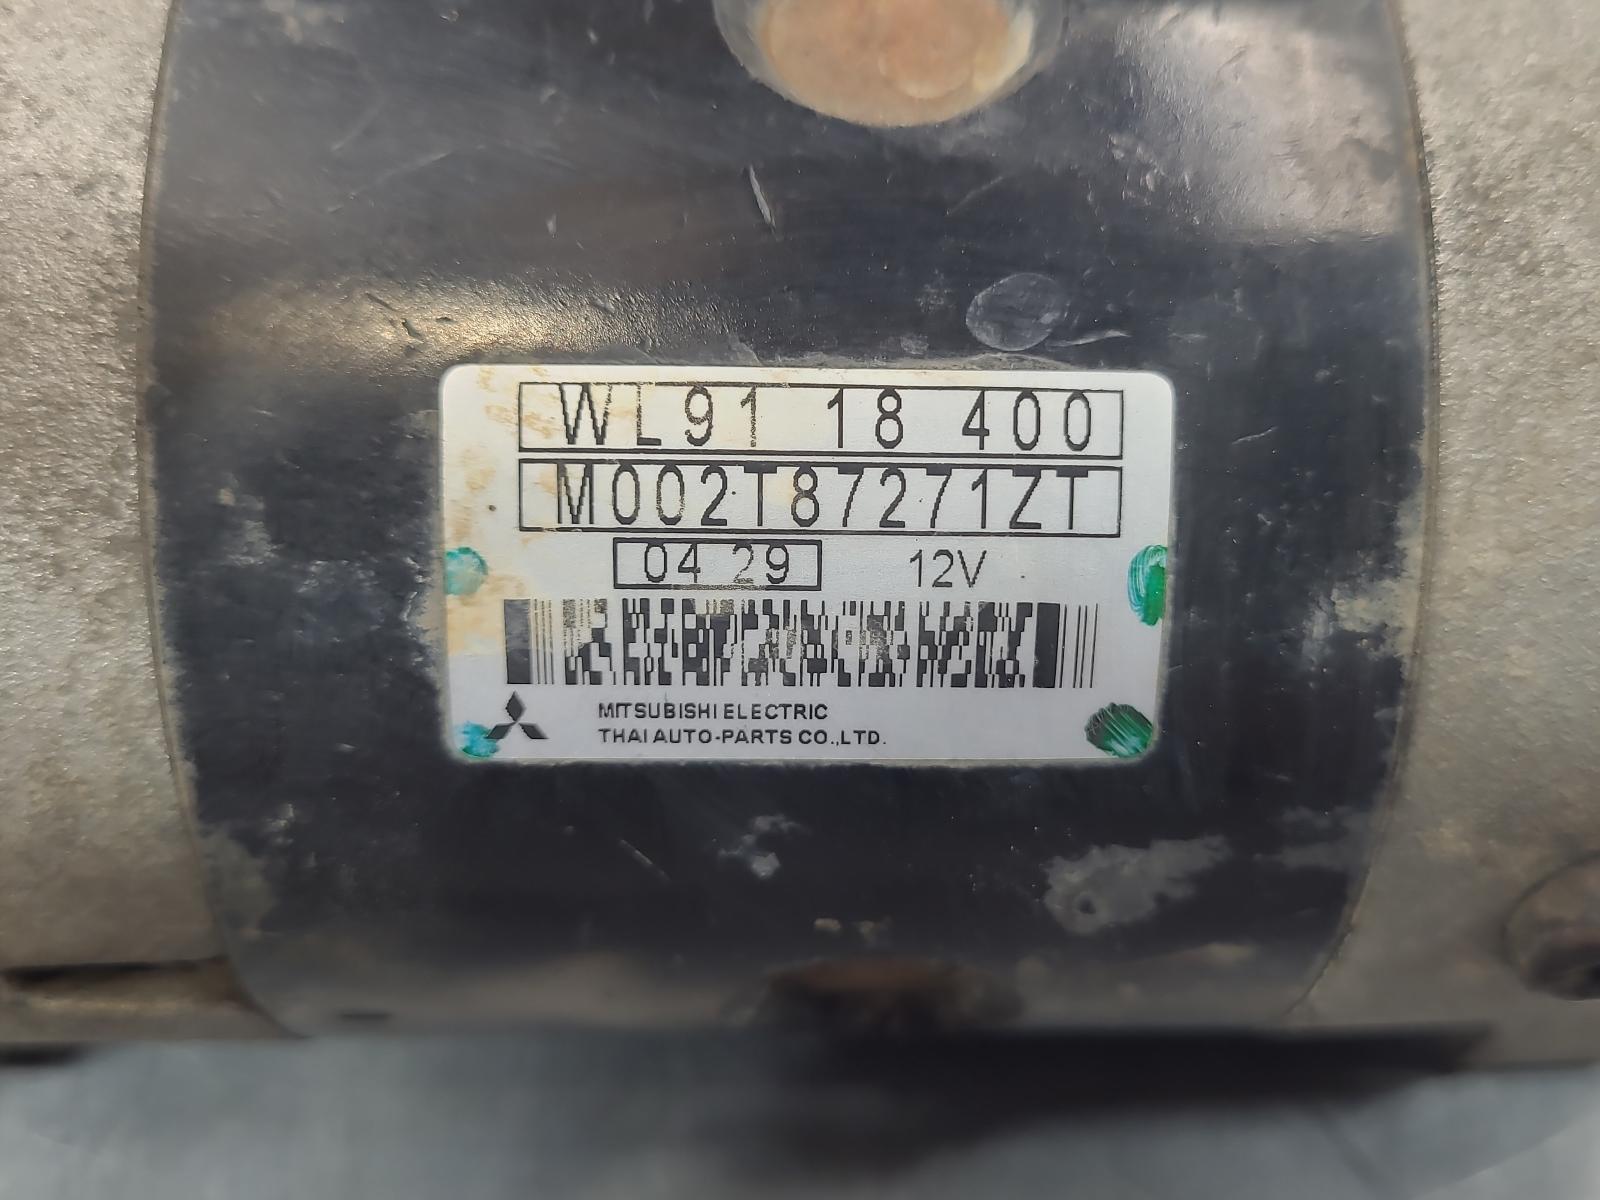 WL91 18 400
M002T87271ZT
04 29 12V
MITSUBISHI ELECTRIC
THAI AUTO-PARTS CO.,LTD.